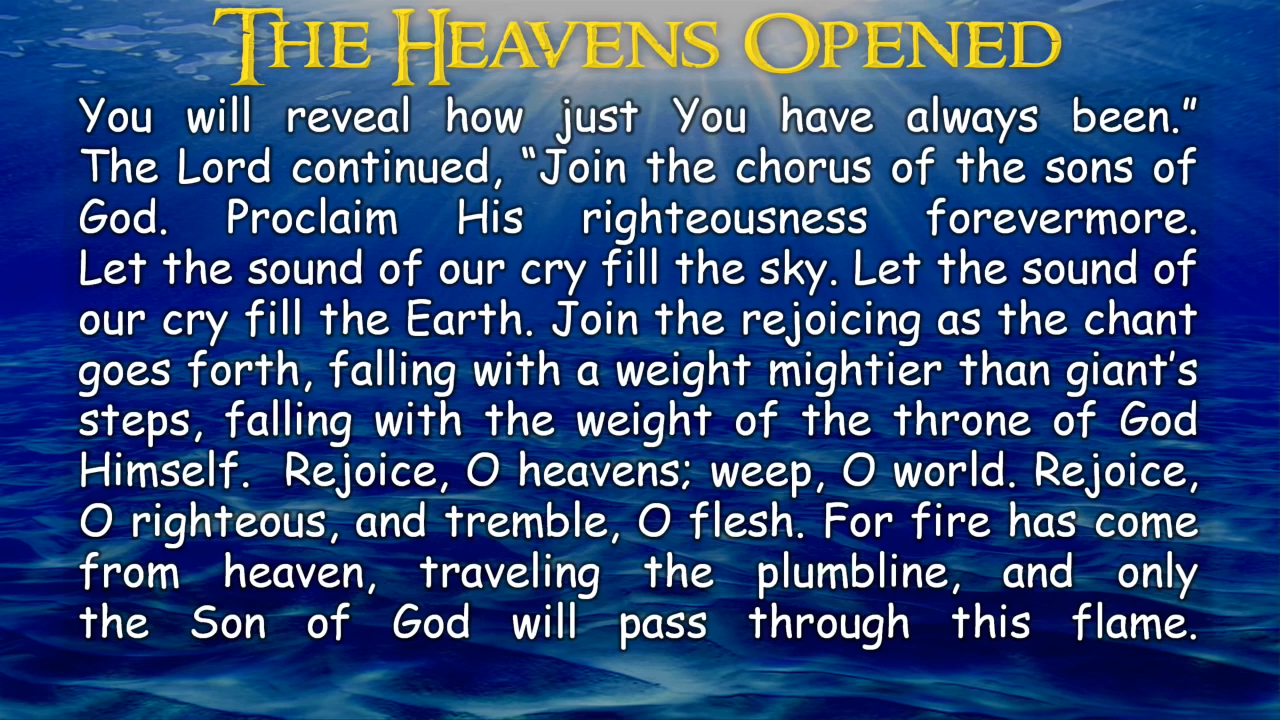 The Heavens Opened
You will reveal how just You have always been.”
The Lord continued, “Join the chorus of the sons of
God. Proclaim His righteousness forevermore.
Let the sound of our cry fill the sky. Let the sound of
our cry fill the Earth. Join the rejoicing as the chant
goes forth, falling with a weight mightier than giant’s
steps, falling with the weight of the throne of God
Himself. Rejoice, O heavens; weep, O world. Rejoice,
O righteous, and tremble, O flesh. For fire has come
from heaven, traveling the plumbline, and only
the Son of God will pass through this flame.